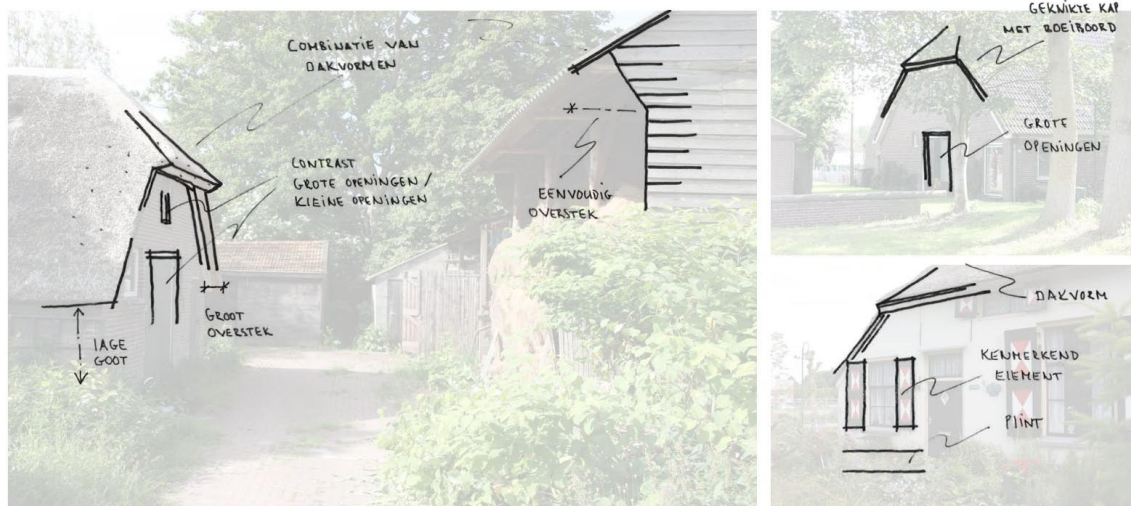 COMBINATIE VAN
DAKVORMEN
CONTRAST
GROTE OPENINGEN /
KLEINE OPENINGEN
EENVOUDIG
OVERSTEK
GROOT
OVERSTEK
LAGE
GOOT
GEKNIKTE KAP
MET BOEIBOORD
GROTE
OPENINGEN
DAKVORM
KENMERKEND
ELEMENT
PLINT